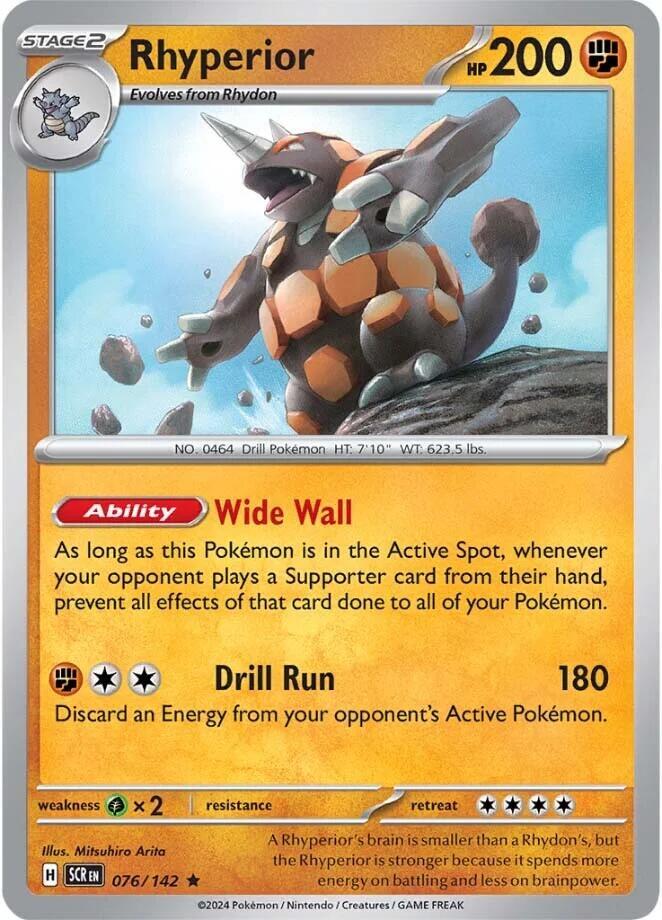 STAGE2
Rhyperior
HP 200
Evolves from Rhydon
NO. 0464 Drill Pokémon HT: 7'10" WT: 623.5 lbs.
Ability Wide Wall
As long as this Pokémon is in the Active Spot, whenever
your opponent plays a Supporter card from their hand,
prevent all effects of that card done to all of your Pokémon.
Drill Run 180
Discard an Energy from your opponent's Active Pokémon.
weakness ×2 resistance retreat
Illus. Mitsuhiro Arita
H SCR EN 076/142
A Rhyperior's brain is smaller than a Rhydon's, but
the Rhyperior is stronger because it spends more
energy on battling and less on brainpower.
©2024 Pokémon / Nintendo / Creatures / GAME FREAK